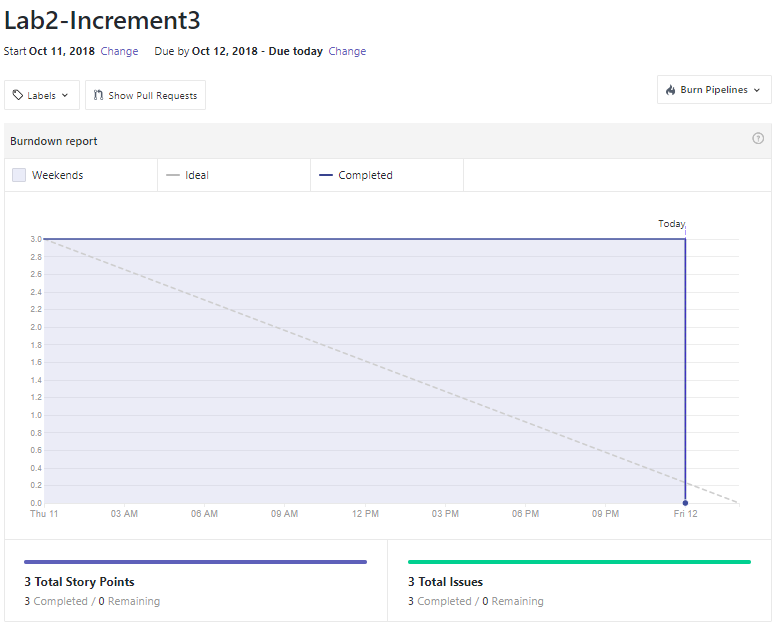 Lab2-Increment3
Start Oct 11, 2018 Change Due by Oct 12, 2018 - Due today Change
Labels Show Pull Requests Burn Pipelines
Burndown report ?
Weekends Ideal Completed
Today
3.0
2.8
2.6
2.4
2.2
2.0
1.8
1.6
1.4
1.2
1.0
0.8
0.6
0.4
0.2
0.0
Thu 11 03 AM 06 AM 09 AM 12 PM 03 PM 06 PM 09 PM Fri 12
3 Total Story Points 3 Total Issues
3 Completed / 0 Remaining 3 Completed / 0 Remaining